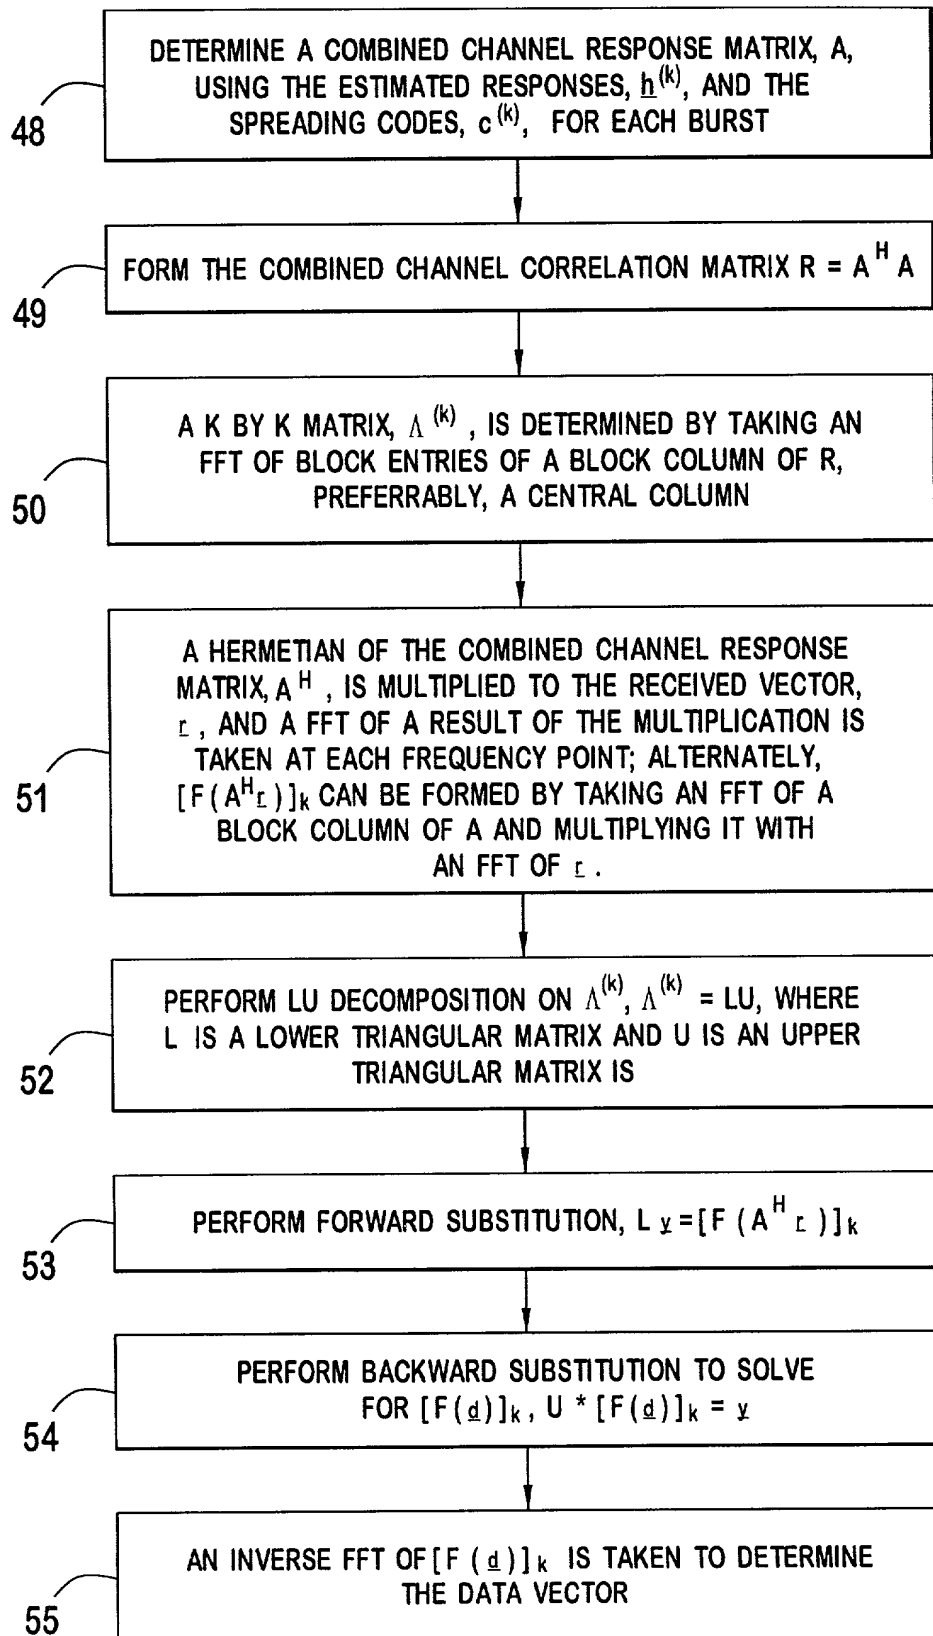 DETERMINE A COMBINED CHANNEL RESPONSE MATRIX, A,
USING THE ESTIMATED RESPONSES, h^(k), AND THE
SPREADING CODES, c^(k), FOR EACH BURST
48
FORM THE COMBINED CHANNEL CORRELATION MATRIX R = A^H A
49
A K BY K MATRIX, Λ^(k), IS DETERMINED BY TAKING AN
FFT OF BLOCK ENTRIES OF A BLOCK COLUMN OF R,
PREFERRABLY, A CENTRAL COLUMN
50
A HERMETIAN OF THE COMBINED CHANNEL RESPONSE
MATRIX, A^H, IS MULTIPLIED TO THE RECEIVED VECTOR,
r, AND A FFT OF A RESULT OF THE MULTIPLICATION IS
TAKEN AT EACH FREQUENCY POINT; ALTERNATELY,
[F(A^H r)]k CAN BE FORMED BY TAKING AN FFT OF A
BLOCK COLUMN OF A AND MULTIPLYING IT WITH
AN FFT OF r.
51
PERFORM LU DECOMPOSITION ON Λ^(k), Λ^(k) = LU, WHERE
L IS A LOWER TRIANGULAR MATRIX AND U IS AN UPPER
TRIANGULAR MATRIX IS
52
PERFORM FORWARD SUBSTITUTION, L y = [F (A^H r)]k
53
PERFORM BACKWARD SUBSTITUTION TO SOLVE
FOR [F(d)]k, U * [F(d)]k = y
54
AN INVERSE FFT OF [F (d)]k IS TAKEN TO DETERMINE
THE DATA VECTOR
55